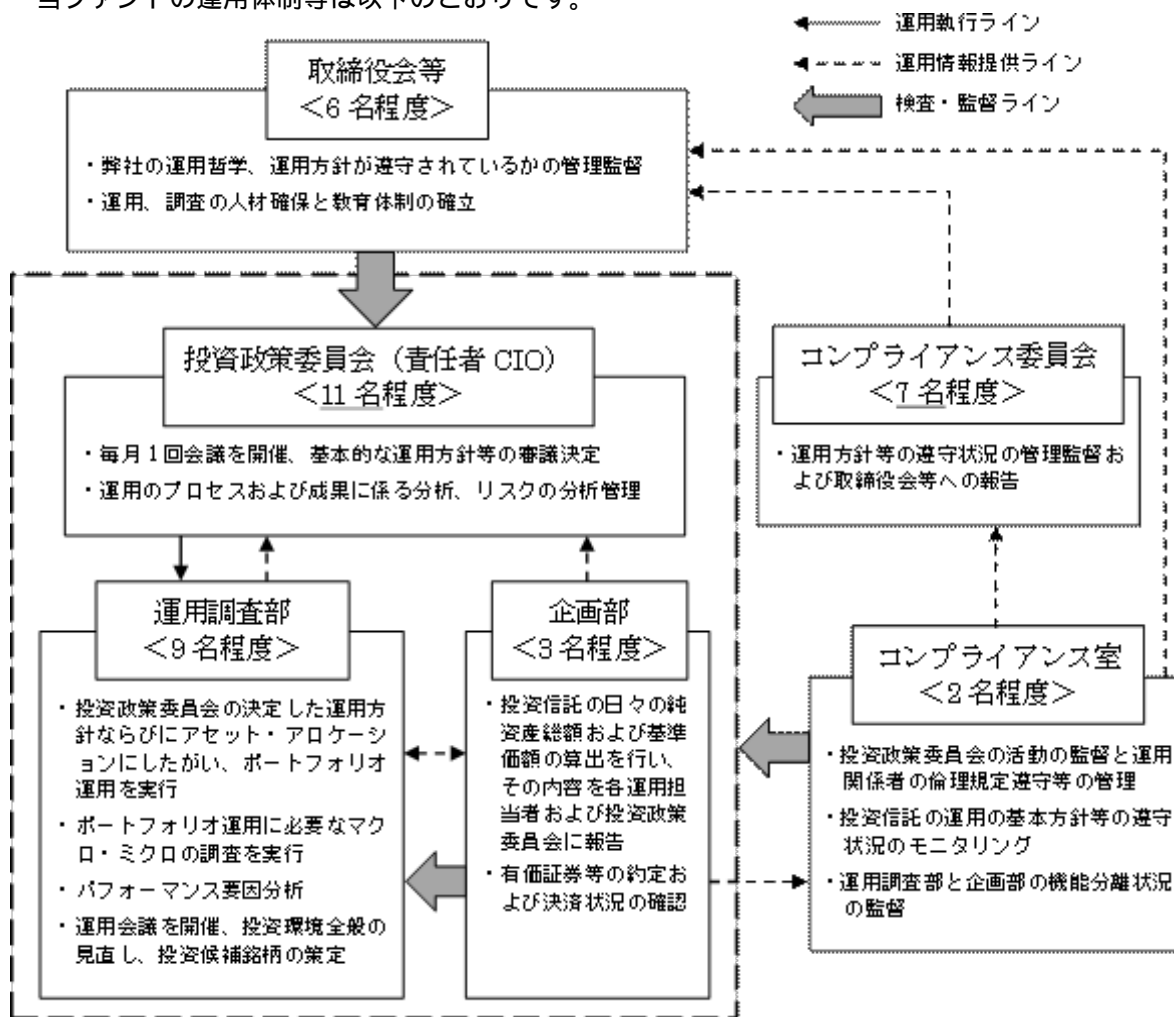 当ファンドの運用体制等は以下のとおりです。
運用執行ライン
運用情報提供ライン
検査・監督ライン
取締役会等
＜6 名程度＞
・弊社の運用哲学、運用方針が遵守されているかの管理監督
・運用、調査の人材確保と教育体制の確立
投資政策委員会（責任者 CIO）
＜11 名程度＞
・毎月１回会議を開催、基本的な運用方針等の審議決定
・運用のプロセスおよび成果に係る分析、リスクの分析管理
コンプライアンス委員会
＜7 名程度＞
・運用方針等の遵守状況の管理監督お
よび取締役会等への報告
運用調査部
＜9 名程度＞
・投資政策委員会の決定した運用方
針ならびにアセット・アロケーシ
ョンにしたがい、ポートフォリオ
運用を実行
・ポートフォリオ運用に必要なマク
ロ・ミクロの調査を実行
・パフォーマンス要因分析
・運用会議を開催、投資環境全般の
見直し、投資候補銘柄の策定
企画部
＜3 名程度＞
・投資信託の日々の純
資産総額および基準
価額の算出を行い、
その内容を各運用担
当者および投資政策
委員会に報告
・有価証券等の約定お
よび決済状況の確認
コンプライアンス室
＜2 名程度＞
・投資政策委員会の活動の監督と運用
関係者の倫理規定遵守等の管理
・投資信託の運用の基本方針等の遵守
状況のモニタリング
・運用調査部と企画部の機能分離状況
の監督